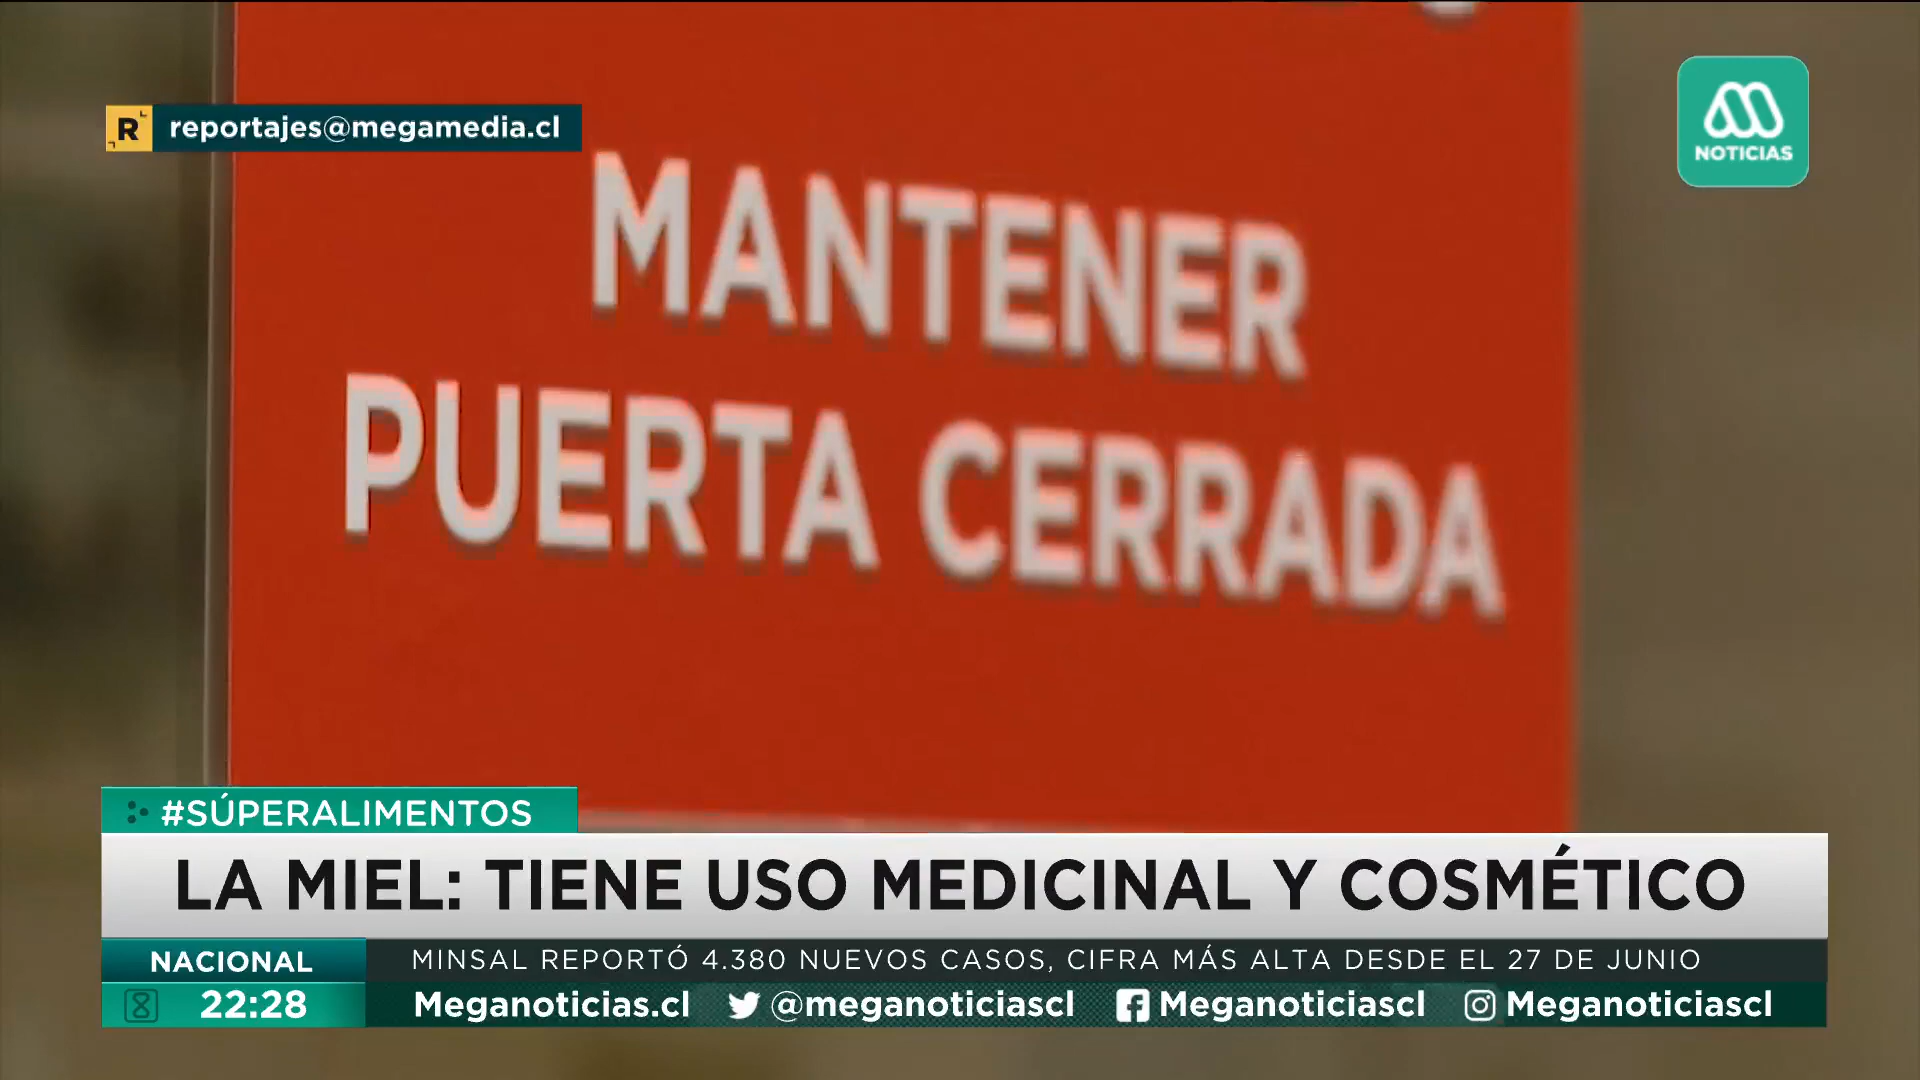 R reportajes@megamedia.cl
NOTICIAS
MANTENER
PUERTA CERRADA
#SÚPERALIMENTOS
LA MIEL: TIENE USO MEDICINAL Y COSMÉTICO
NACIONAL
MINSAL REPORTÓ 4.380 NUEVOS CASOS, CIFRA MÁS ALTA DESDE EL 27 DE JUNIO
22:28
Meganoticias.cl @meganoticiascl Meganoticiascl Meganoticiascl